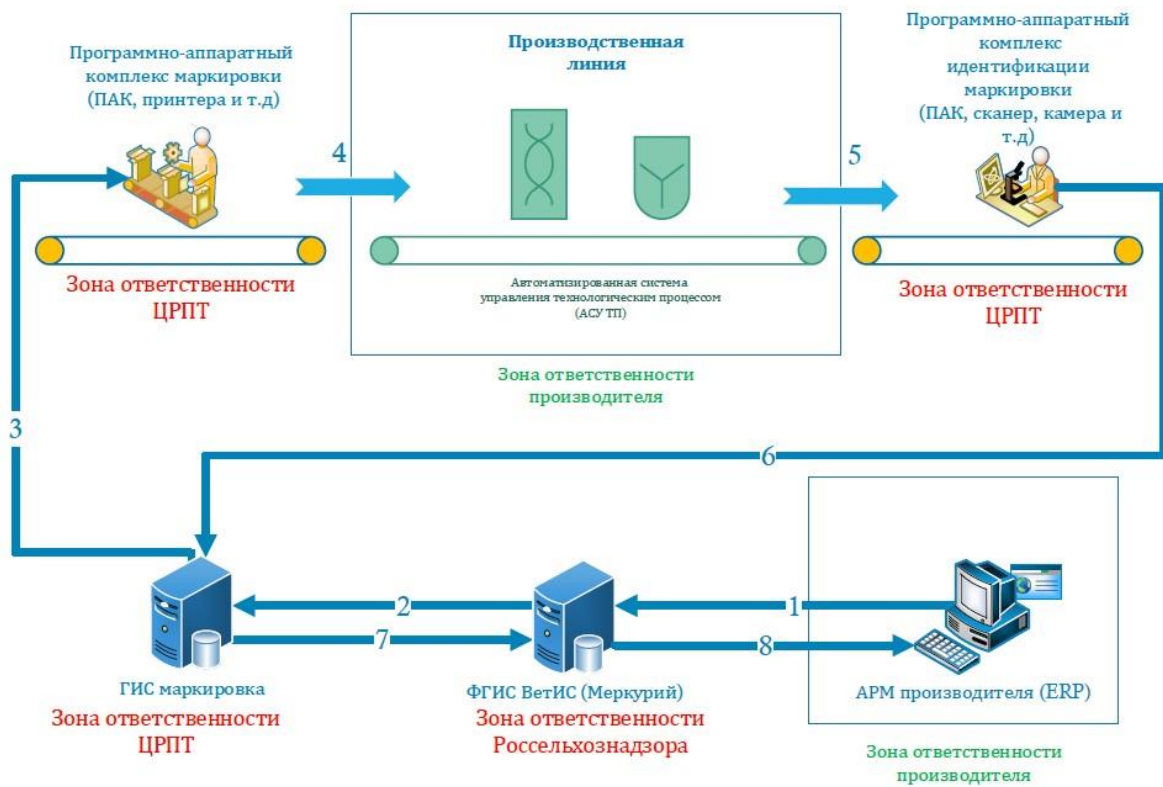 Программно-аппаратный
комплекс маркировки
(ПАК, принтера и т.д)
Производственная
линия
Программно-аппаратный
комплекс
идентификации
маркировки
(ПАК, сканер, камера и
т.д)
4
5
Зона ответственности
ЦРПТ
Автоматизированная система
управления технологическим процессом
(АСУ ТП)
Зона ответственности
ЦРПТ
Зона ответственности
производителя
3
6
2
1
7
8
ГИС маркировка
Зона ответственности
ЦРПТ
ФГИС ВетИС (Меркурий)
Зона ответственности
Россельхознадзора
АРМ производителя (ERP)
Зона ответственности
производителя